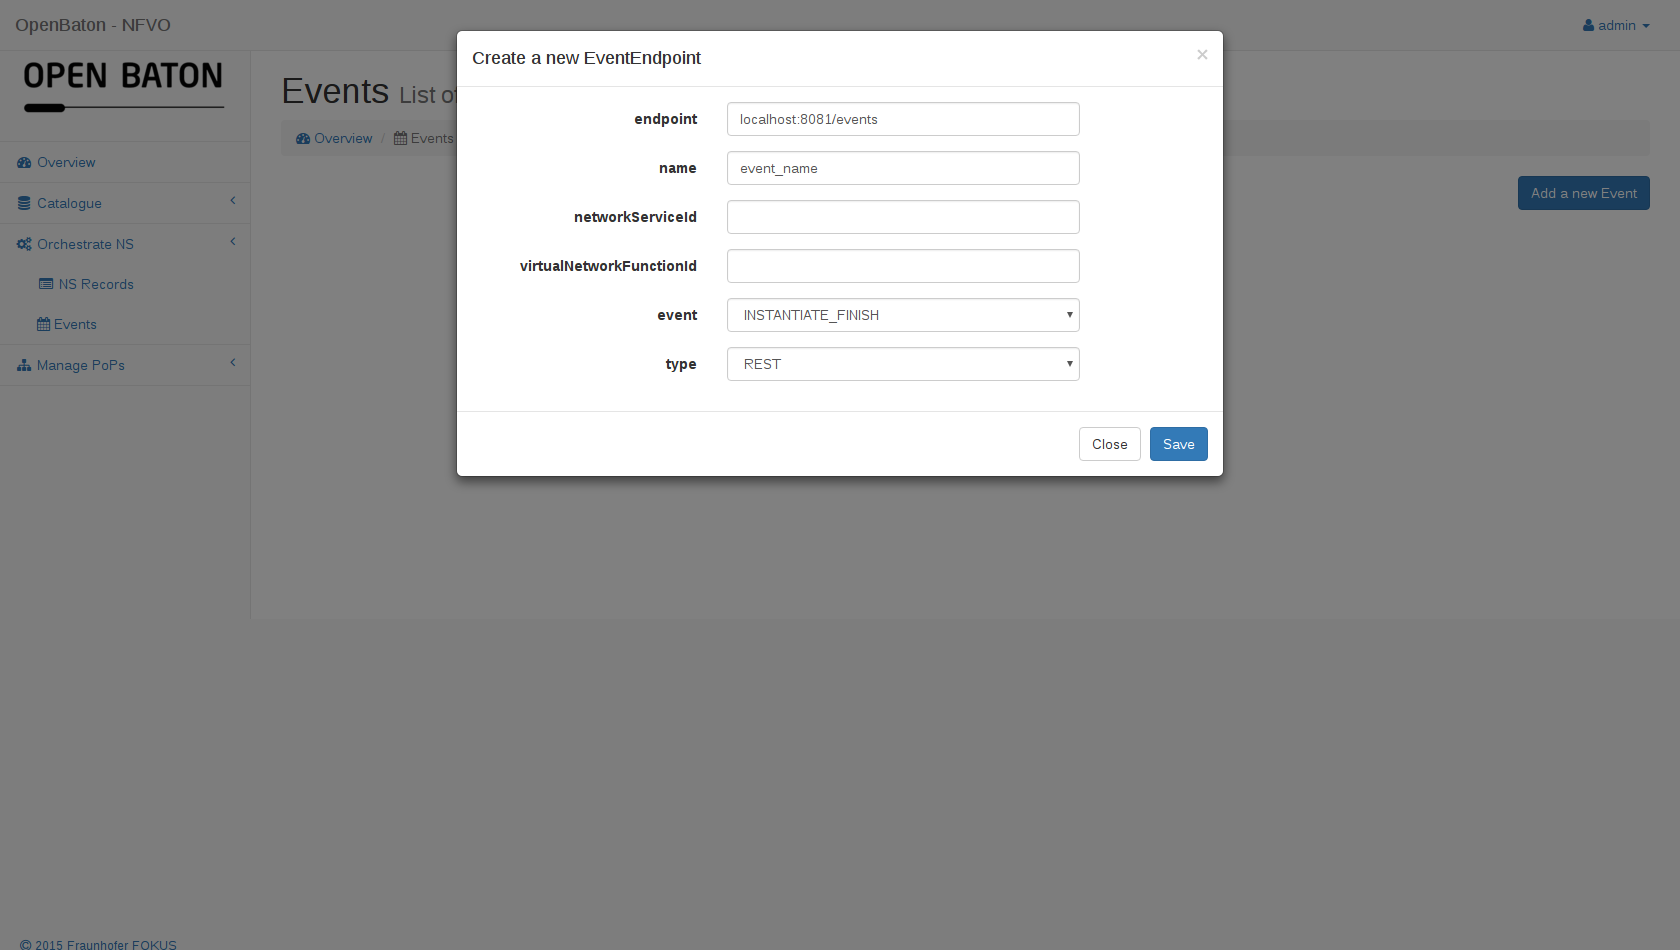 OpenBaton - NFVO
admin
OPEN BATON
Overview
Catalogue
Orchestrate NS
NS Records
Events
Manage PoPs
Events List of
Overview / Events
Add a new Event
Create a new EventEndpoint
×
endpoint localhost:8081/events
name event_name
networkServiceId
virtualNetworkFunctionId
event INSTANTIATE_FINISH
type REST
Close Save
© 2015 Fraunhofer FOKUS